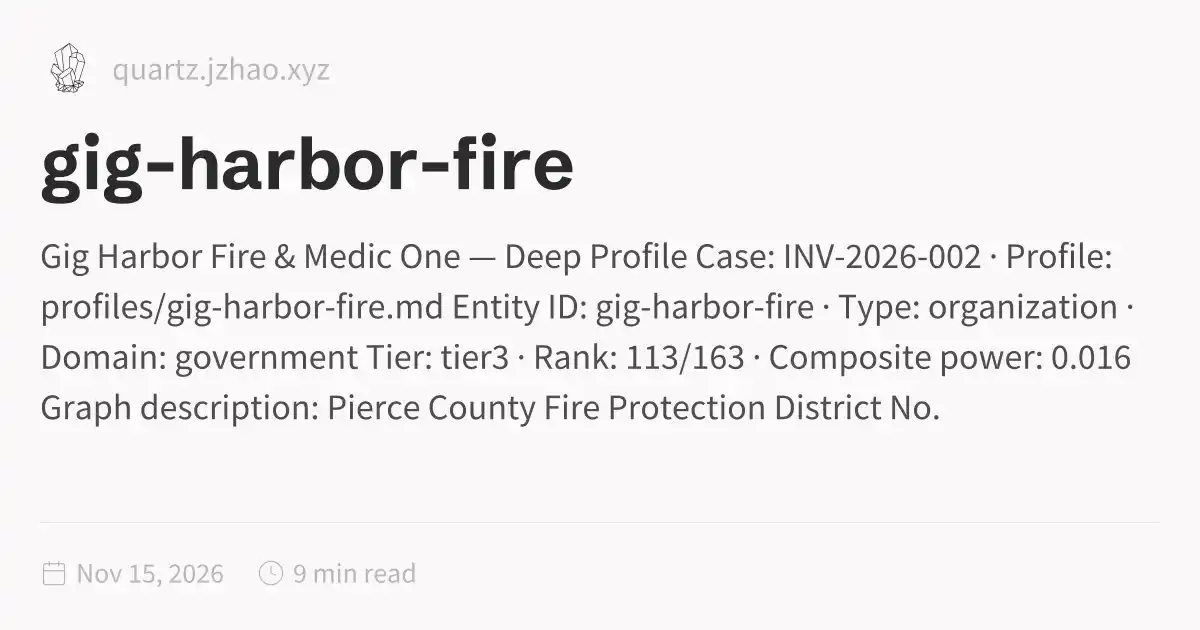 quartz.jzhao.xyz
gig-harbor-fire
Gig Harbor Fire & Medic One — Deep Profile Case: INV-2026-002 · Profile:
profiles/gig-harbor-fire.md Entity ID: gig-harbor-fire · Type: organization ·
Domain: government Tier: tier3 · Rank: 113/163 · Composite power: 0.016
Graph description: Pierce County Fire Protection District No.
Nov 15, 2026 9 min read